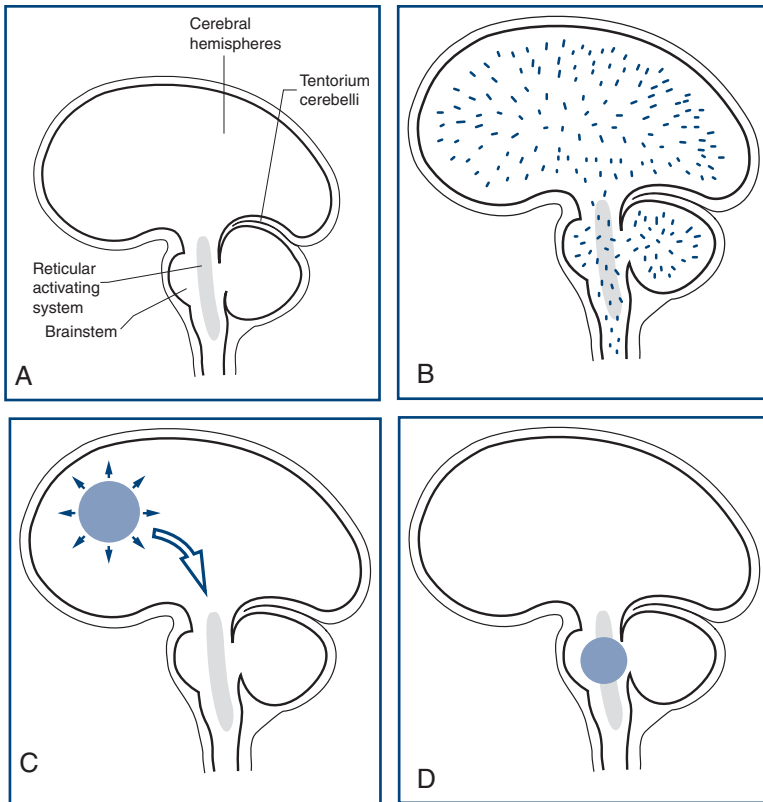 Cerebral
hemispheres
Tentorium
cerebelli
Reticular
activating
system
Brainstem
A
B
C
D